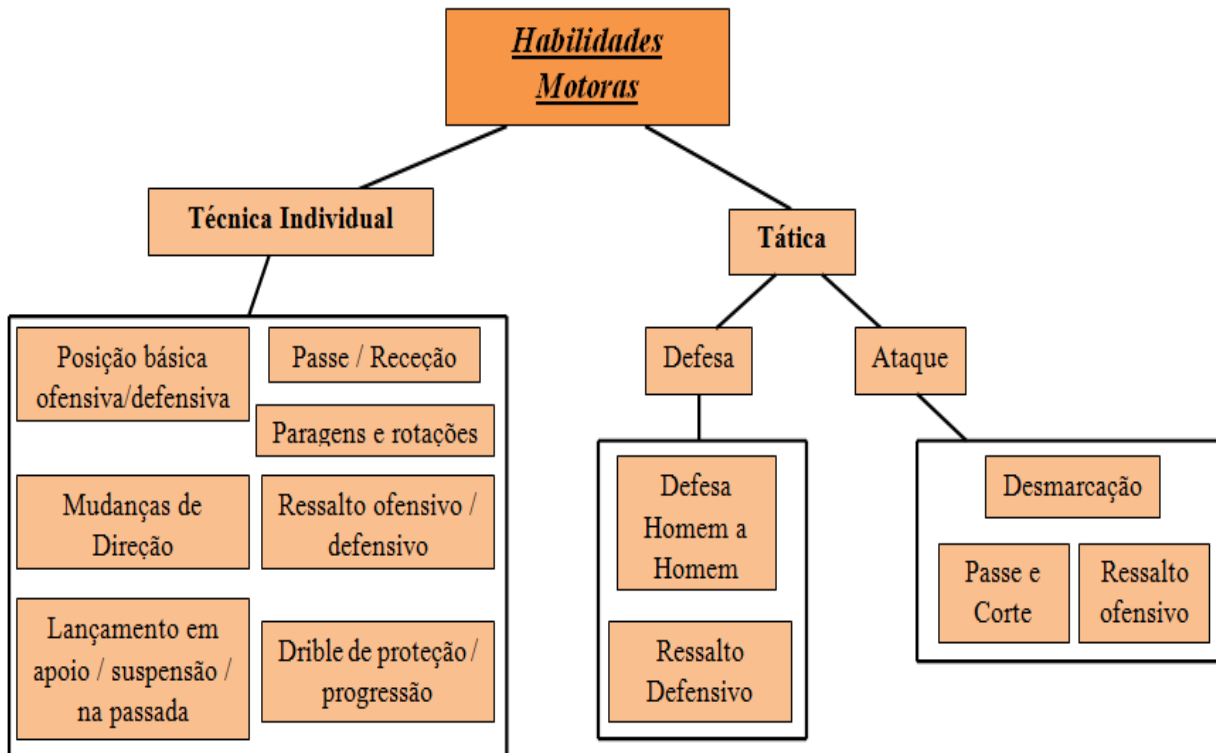 Habilidades
Motoras
Técnica Individual
Tática
Posição básica
ofensiva/defensiva
Passe / Receção
Paragens e rotações
Mudanças de
Direção
Ressalto ofensivo /
defensivo
Lançamento em
apoio / suspensão /
na passada
Drible de proteção /
progressão
Defesa
Ataque
Defesa
Homem a
Homem
Ressalto
Defensivo
Desmarcação
Passe e
Corte
Ressalto
ofensivo